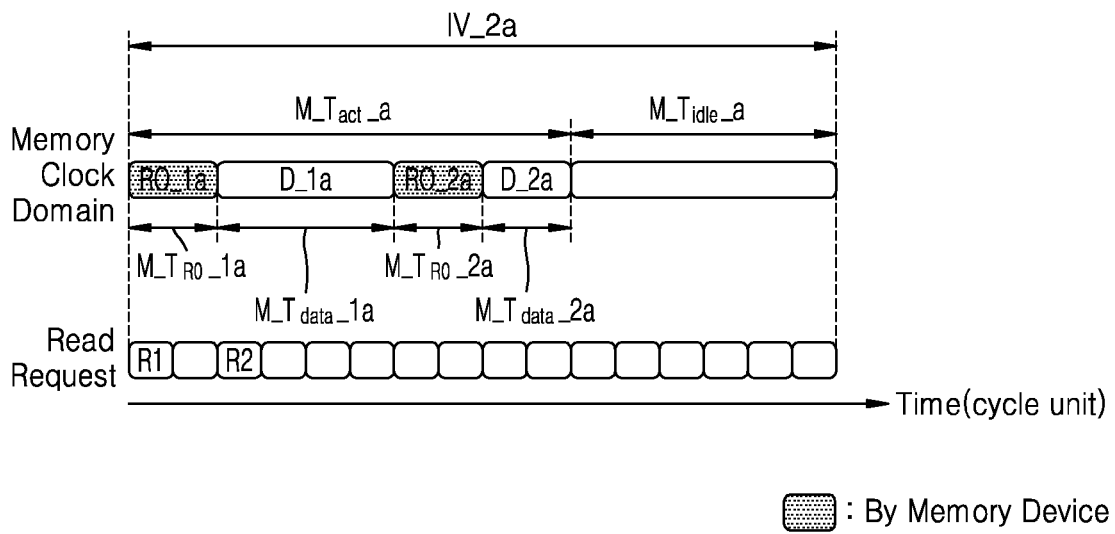 IV_2a
M_Tact_a
M_Tidle_a
Memory
Clock
Domain
RO_1a
D_1a
RO_2a
D_2a
M_TRO_1a
M_TRO_2a
M_Tdata_1a
M_Tdata_2a
Read
Request
R1
R2
Time(cycle unit)
: By Memory Device